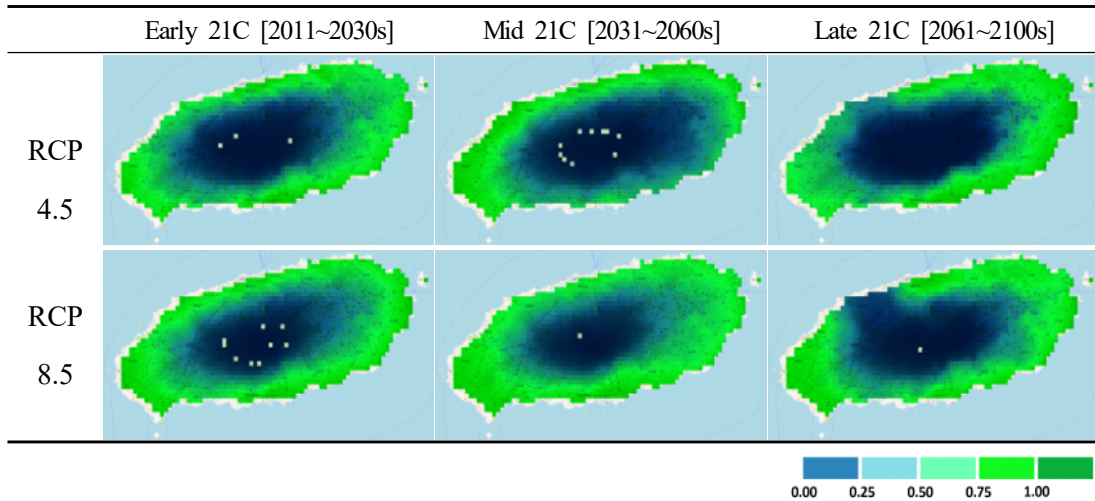 Early 21C [2011~2030s] Mid 21C [2031~2060s] Late 21C [2061~2100s]
RCP
4.5
RCP
8.5
0.00 0.25 0.50 0.75 1.00